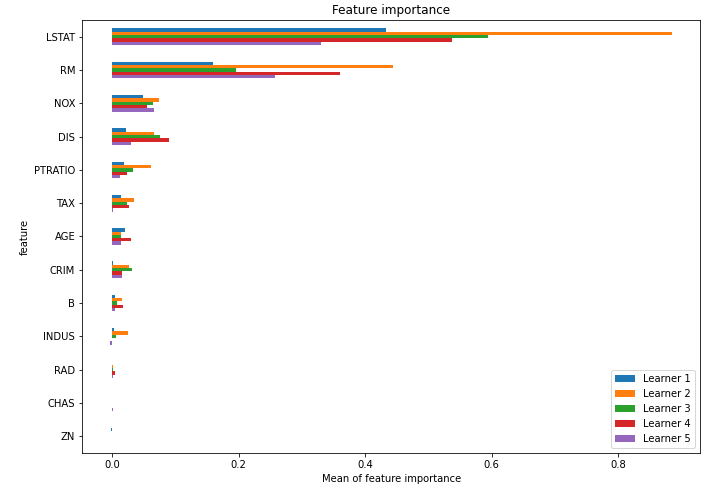 Feature importance
LSTAT
RM
NOX
DIS
PTRATIO
TAX
AGE
CRIM
B
INDUS
RAD
CHAS
ZN
feature
0.0 0.2 0.4 0.6 0.8
Mean of feature importance
Learner 1
Learner 2
Learner 3
Learner 4
Learner 5